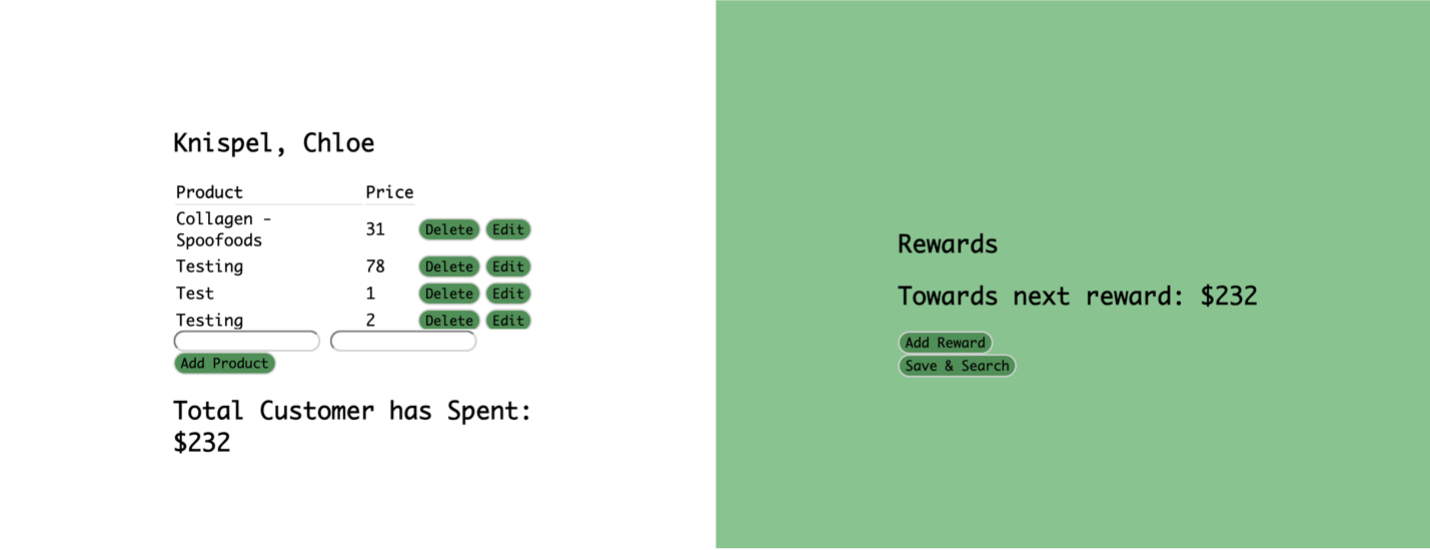 Knispel, Chloe
Product Price
Collagen -
Spoofoods
31 Delete Edit
Testing 78 Delete Edit
Test 1 Delete Edit
Testing 2 Delete Edit
Add Product
Total Customer has Spent:
$232
Rewards
Towards next reward: $232
Add Reward
Save & Search